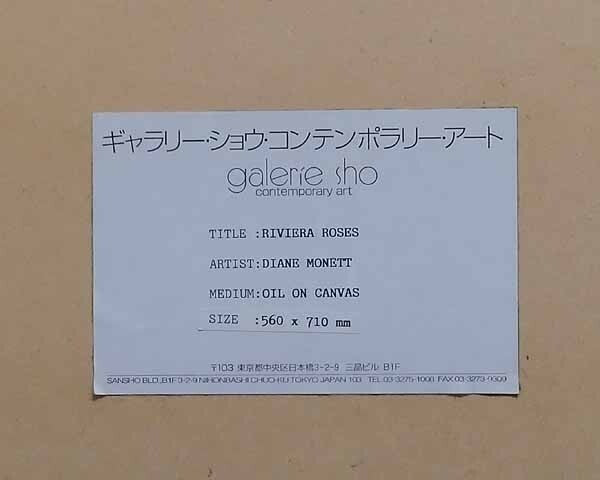 ギャラリー・ショウ・コンテンポラリー・アート
galerie sho
contemporary art
TITLE :RIVIERA ROSES
ARTIST:DIANE MONETT
MEDIUM:OIL ON CANVAS
SIZE :560 x 710 mm
〒103 東京都中央区日本橋3-2-9 三晶ビル B1F
SANSHO BLD.,B1F 3-2-9 NIHONBASHI CHUO-KU TOKYO JAPAN 103 TEL 03-3275-1008 FAX.03-3273-9309